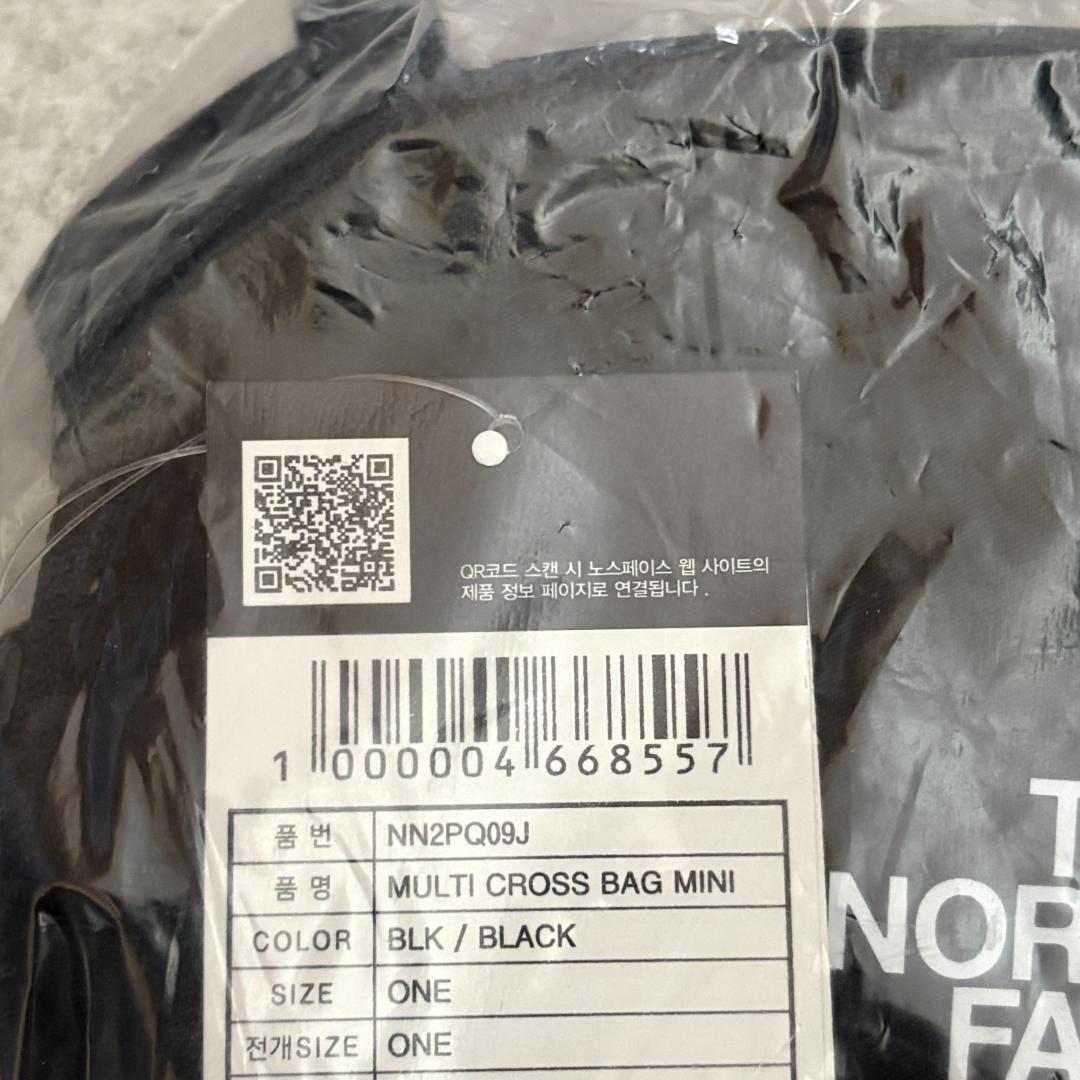 QR코드 스캔 시 노스페이스 웹 사이트의
제품 정보 페이지로 연결됩니다.
1 000004 668557
품 번 NN2PQ09J
품 명 MULTI CROSS BAG MINI
COLOR BLK / BLACK
SIZE ONE
전개SIZE ONE
T
NOR
FA